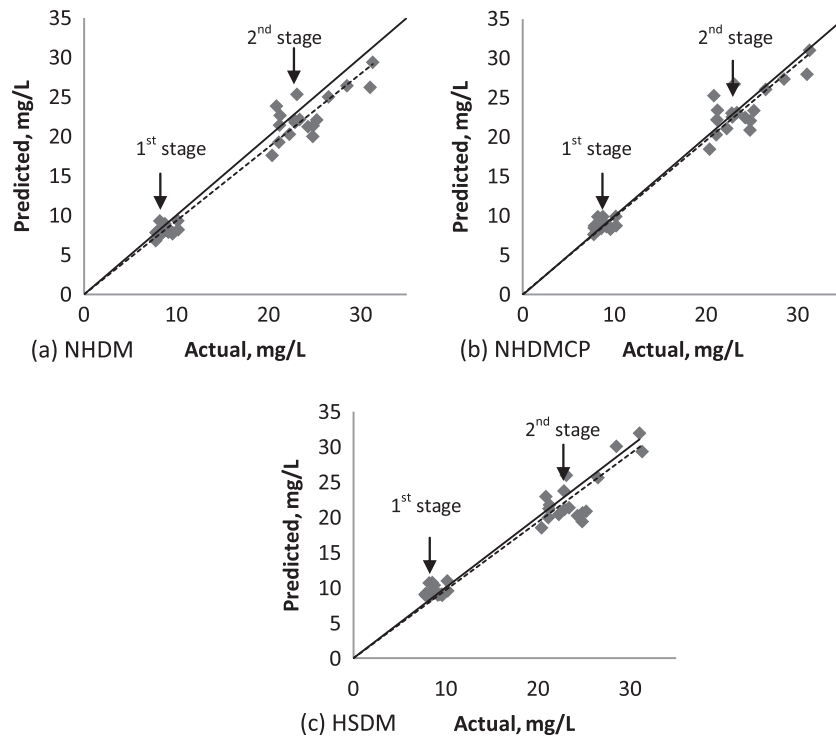 35
30
25
20
15
10
5
0
Predicted, mg/L
1st stage
2nd stage
0 10 20 30
(a) NHDM Actual, mg/L
35
30
25
20
15
10
5
0
Predicted, mg/L
1st stage
2nd stage
0 10 20 30
(b) NHDMCP Actual, mg/L
35
30
25
20
15
10
5
0
Predicted, mg/L
1st stage
2nd stage
0 10 20 30
(c) HSDM Actual, mg/L